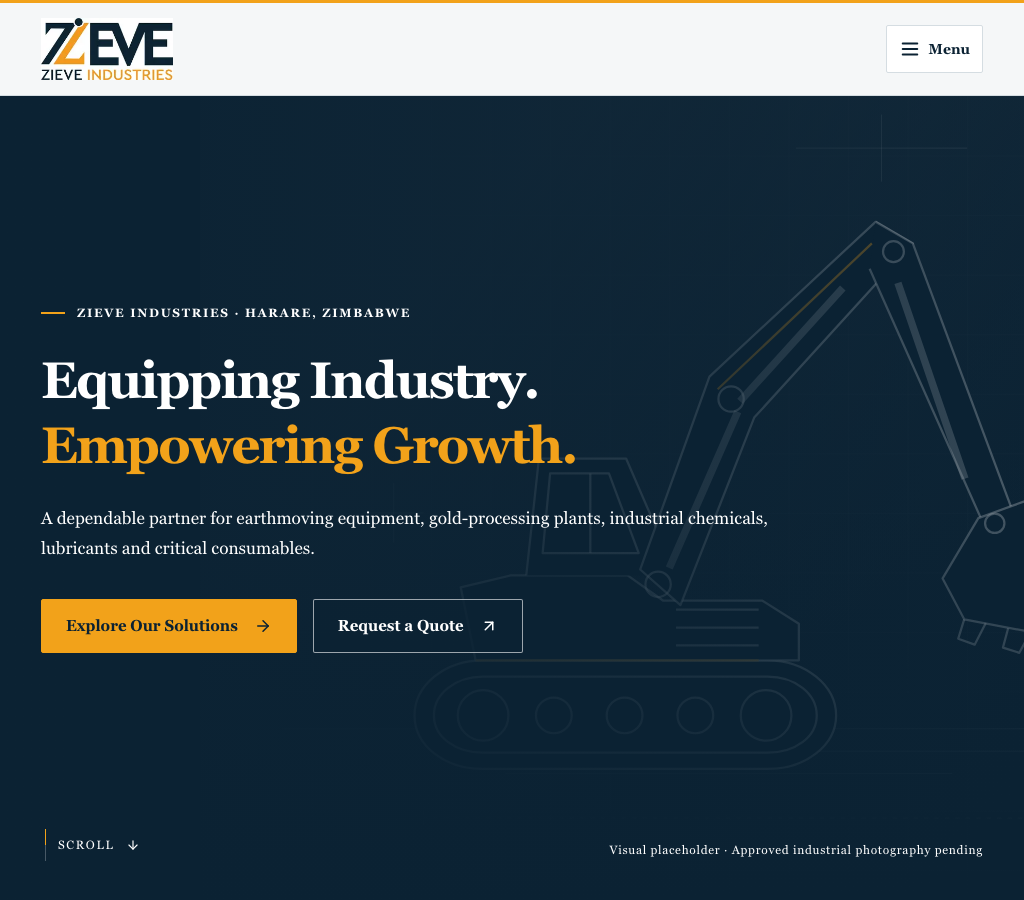 ZIEVE
ZIEVE INDUSTRIES
Menu
ZIEVE INDUSTRIES · HARARE, ZIMBABWE
Equipping Industry.
Empowering Growth.
A dependable partner for earthmoving equipment, gold-processing plants, industrial chemicals,
lubricants and critical consumables.
Explore Our Solutions
Request a Quote
SCROLL
Visual placeholder · Approved industrial photography pending